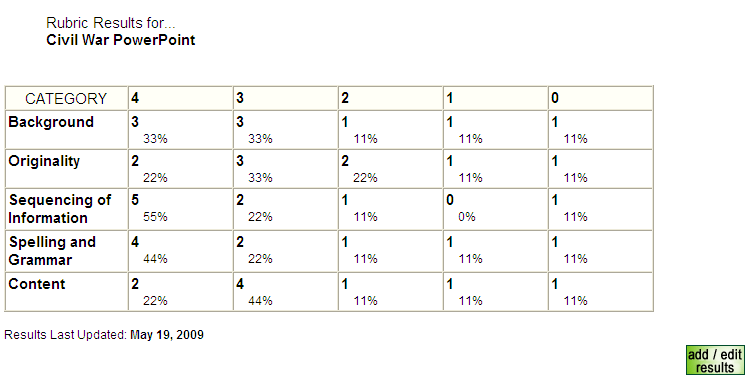 Rubric Results for...
Civil War PowerPoint
CATEGORY 4 3 2 1 0
Background 3 3 1 1 1
33% 33% 11% 11% 11%
Originality 2 3 2 1 1
22% 33% 22% 11% 11%
Sequencing of 5 2 1 0 1
Information 55% 22% 11% 0% 11%
Spelling and 4 2 1 1 1
Grammar 44% 22% 11% 11% 11%
Content 2 4 1 1 1
22% 44% 11% 11% 11%
Results Last Updated: May 19, 2009
add / edit
results